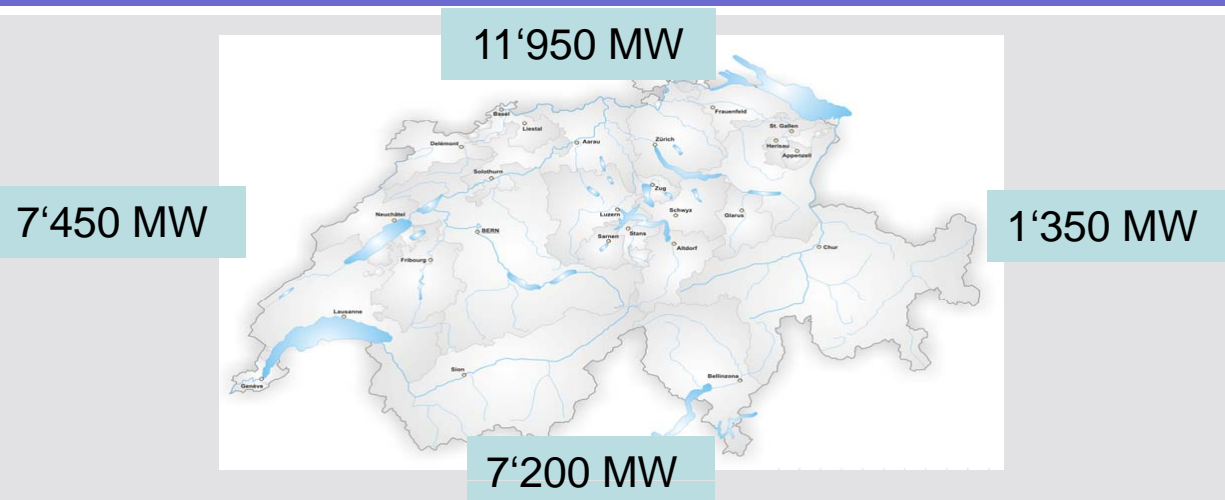 11‘950 MW
Basel
Liestal
Frauenfeld
St. Gallen
Herisau
Appenzell
Delémont
Aarau
Zürich
Solothurn
Zug
7‘450 MW
Neuchâtel
BERN
Luzern
Schwyz
Glarus
1‘350 MW
Sarnen
Stans
Altdorf
Chur
Fribourg
Lausanne
Genève
Sion
Bellinzona
7‘200 MW